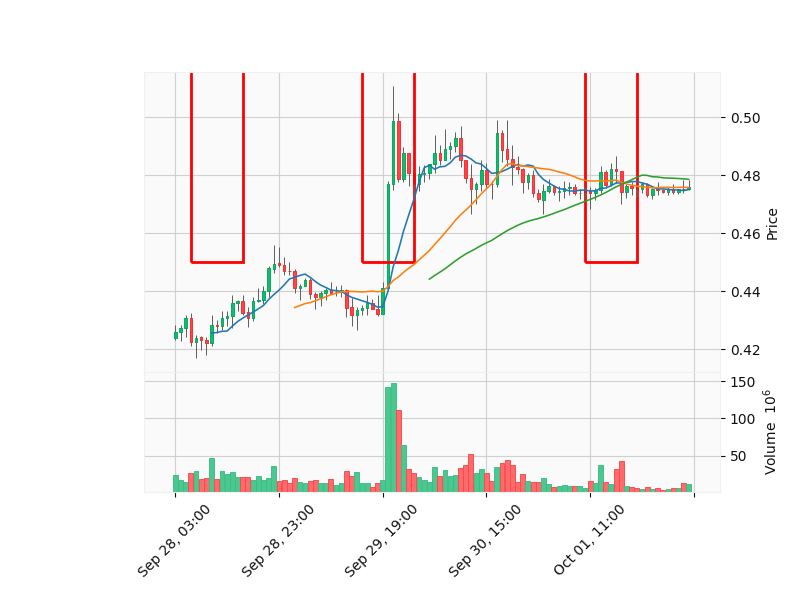 0.50
0.48
0.46
0.44
0.42
Price
150
100
50
Volume 10^6
Sep 28, 03:00
Sep 28, 23:00
Sep 29, 19:00
Sep 30, 15:00
Oct 01, 11:00